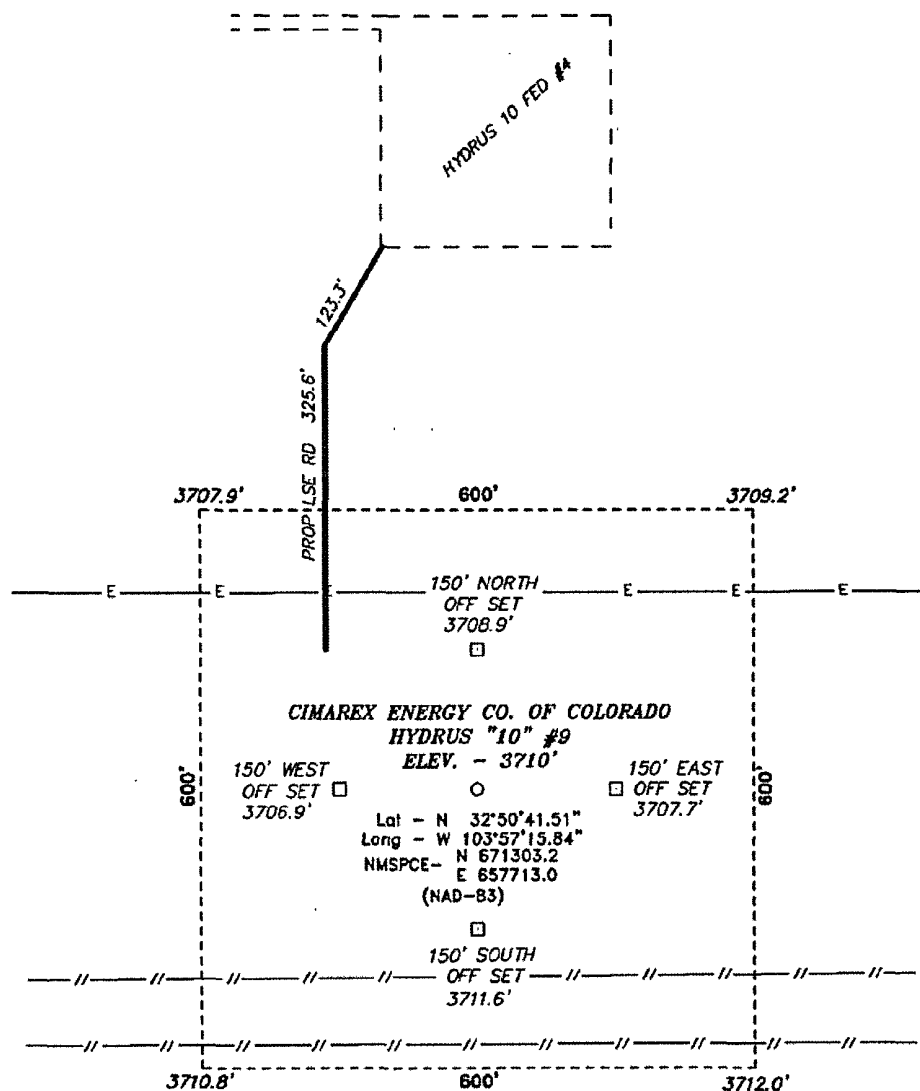 HYDRUS 10 FED #4
123.3'
PROP LSE RD 325.6'
3707.9'
600'
3709.2'
E
E
E
E
E
E
150' NORTH
OFF SET
3708.9'
CIMAREX ENERGY CO. OF COLORADO
HYDRUS "10" #9
ELEV. - 3710'
600'
150' WEST
OFF SET
3706.9'
150' EAST
OFF SET
3707.7'
600'
Lat - N 32°50'41.51"
Long - W 103°57'15.84"
NMSPCE- N 671303.2
E 657713.0
(NAD-83)
150' SOUTH
OFF SET
3711.6'
3710.8'
600'
3712.0'